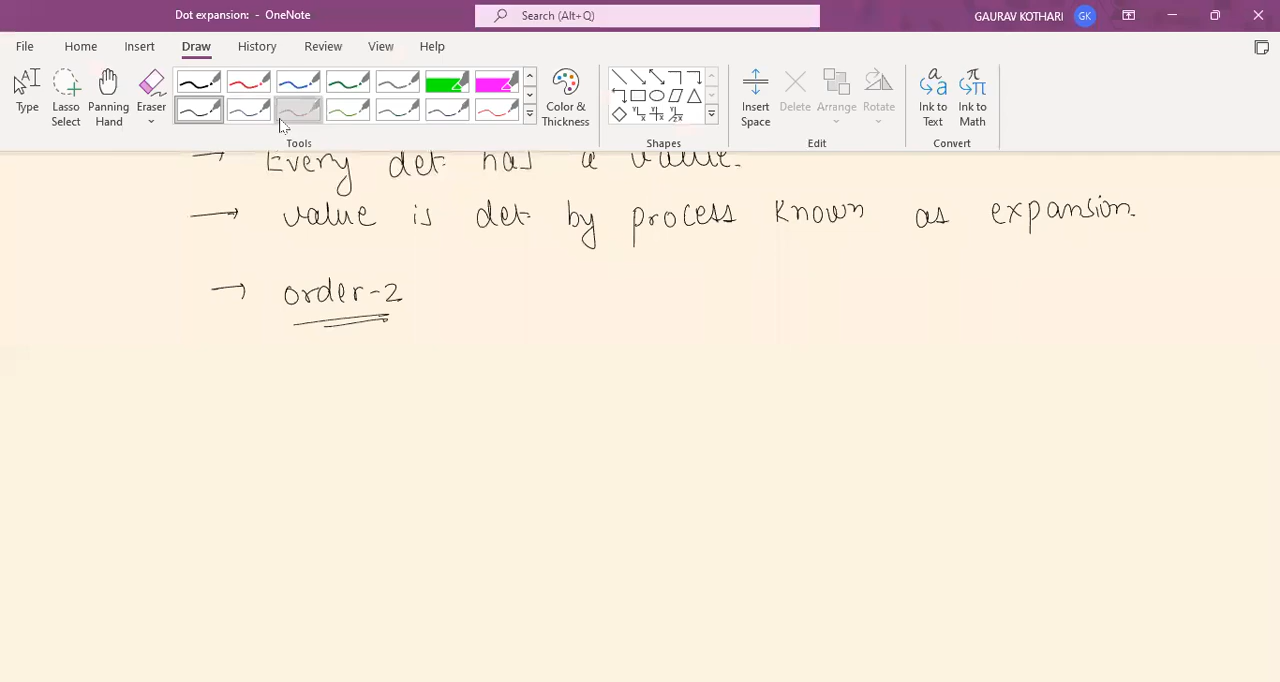 Dot expansion: - OneNote
Search (Alt+Q)
GAURAV KOTHARI
GK
File Home Insert Draw History Review View Help
Type
Lasso Select
Panning Hand
Eraser
Color & Thickness
Insert Space
Delete
Arrange
Rotate
Ink to Text
Ink to Math
Tools
Shapes
Edit
Convert
→ Every det has a value.
→ value is det by process known as expansion.
→ order-2